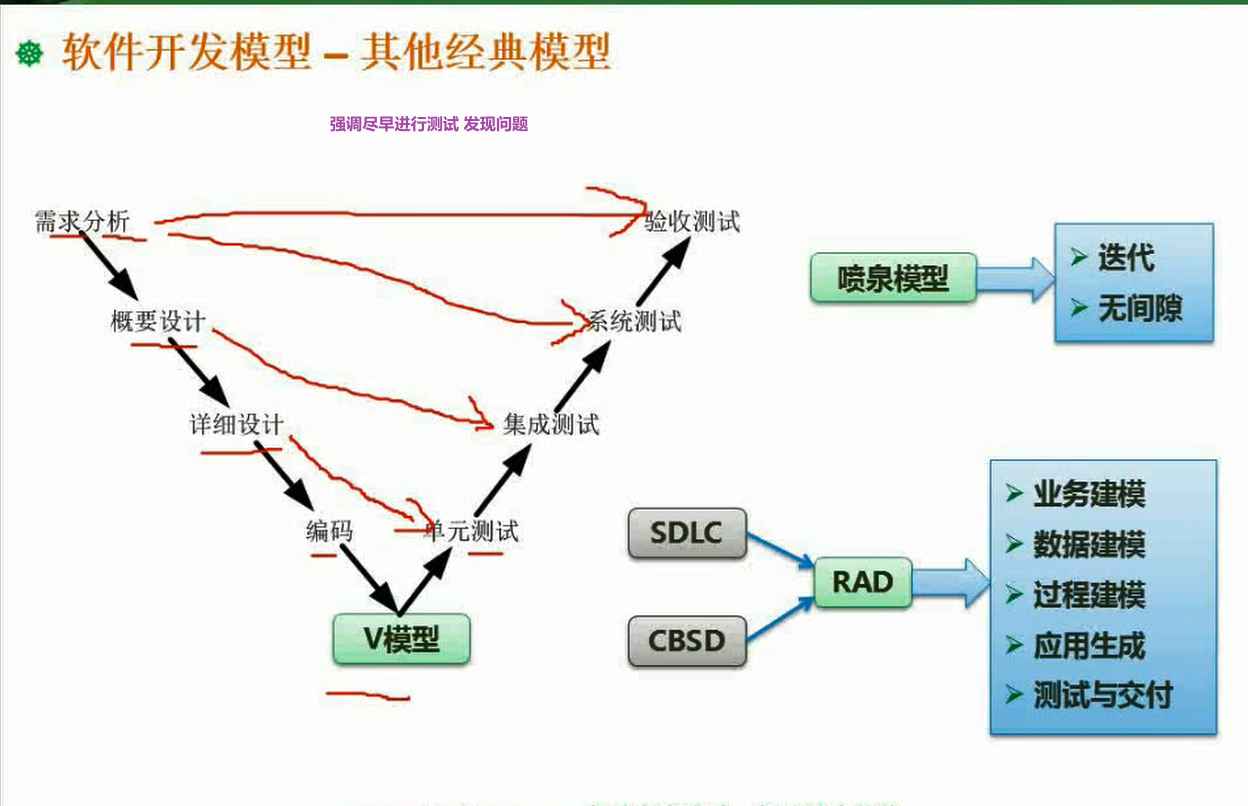 软件开发模型 – 其他经典模型
强调尽早进行测试 发现问题
需求分析
验收测试
概要设计
系统测试
详细设计
集成测试
编码
单元测试
V模型
喷泉模型
迭代
无间隙
SDLC
CBSD
RAD
业务建模
数据建模
过程建模
应用生成
测试与交付